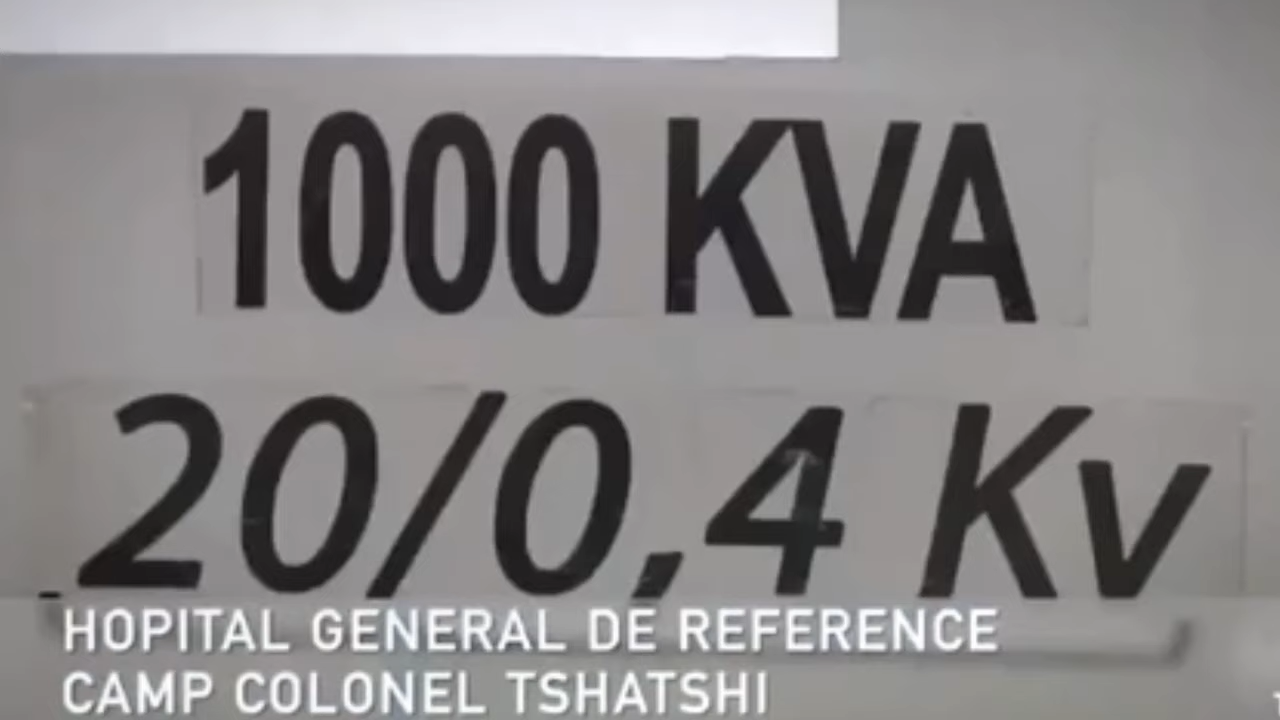 1000 KVA
20/0,4 Kv
HOPITAL GENERAL DE REFERENCE
CAMP COLONEL TSHATSHI